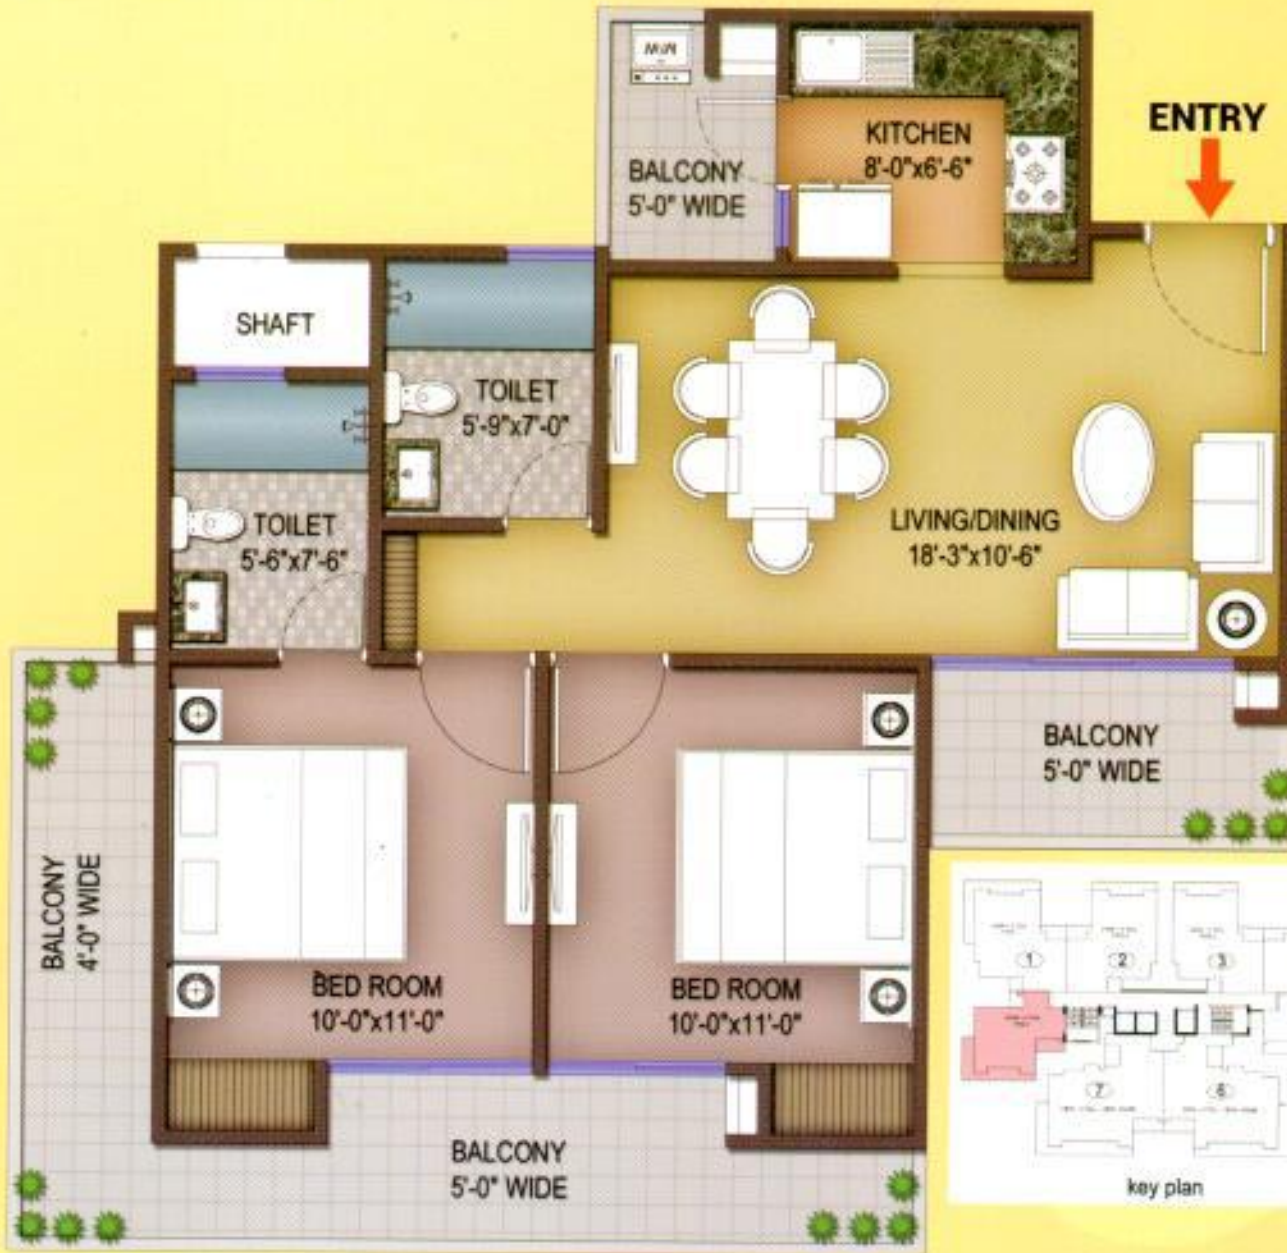 ENTRY
KITCHEN
8'-0"x6'-6"
BALCONY
5'-0" WIDE
SHAFT
TOILET
5'-9"x7'-0"
TOILET
5'-6"x7'-6"
LIVING/DINING
18'-3"x10'-6"
BALCONY
5'-0" WIDE
BALCONY
4'-0" WIDE
BED ROOM
10'-0"x11'-0"
BED ROOM
10'-0"x11'-0"
BALCONY
5'-0" WIDE
1
2
3
7
6
key plan